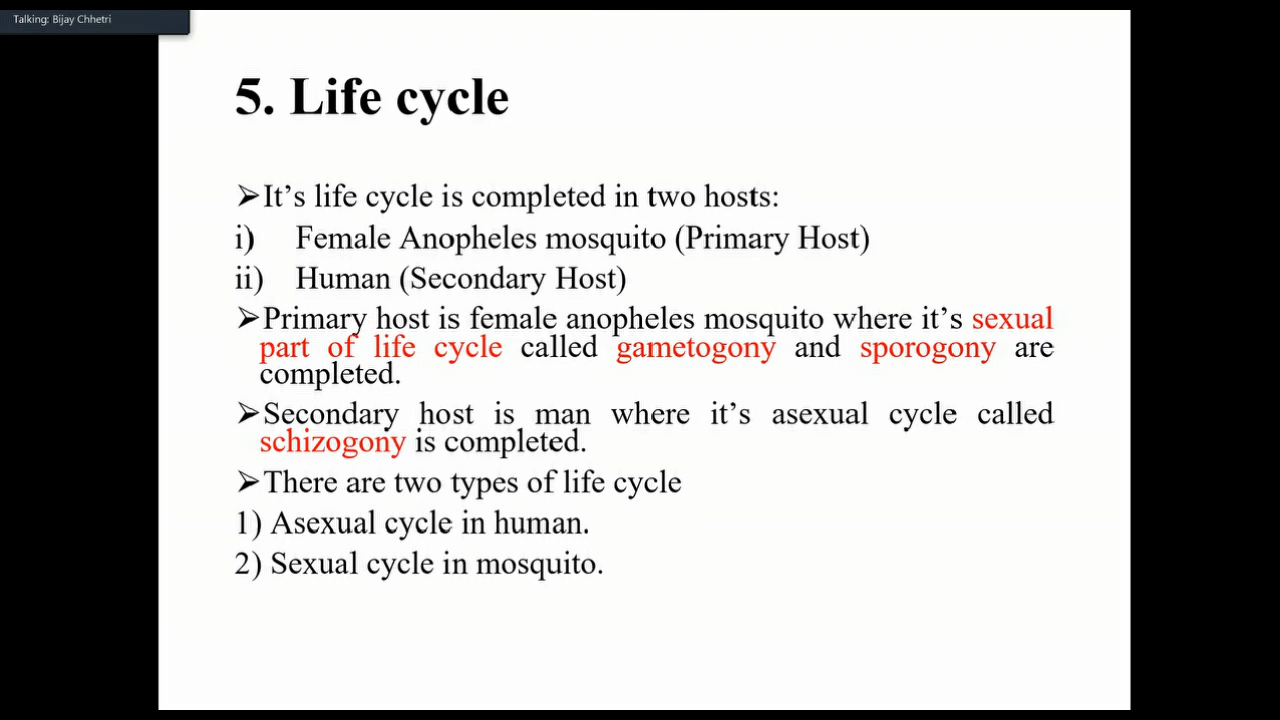 Talking: Bijay Chhetri
5. Life cycle
➢It’s life cycle is completed in two hosts:
i) Female Anopheles mosquito (Primary Host)
ii) Human (Secondary Host)
➢Primary host is female anopheles mosquito where it’s sexual
part of life cycle called gametogony and sporogony are
completed.
➢Secondary host is man where it’s asexual cycle called
schizogony is completed.
➢There are two types of life cycle
1) Asexual cycle in human.
2) Sexual cycle in mosquito.